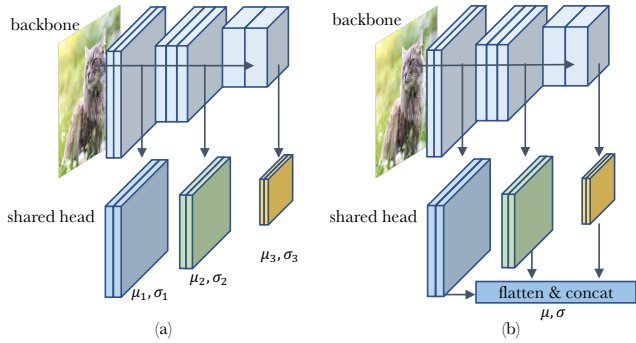 backbone
shared head
μ₁, σ₁
μ₂, σ₂
μ₃, σ₃
(a)
backbone
shared head
flatten & concat
μ, σ
(b)